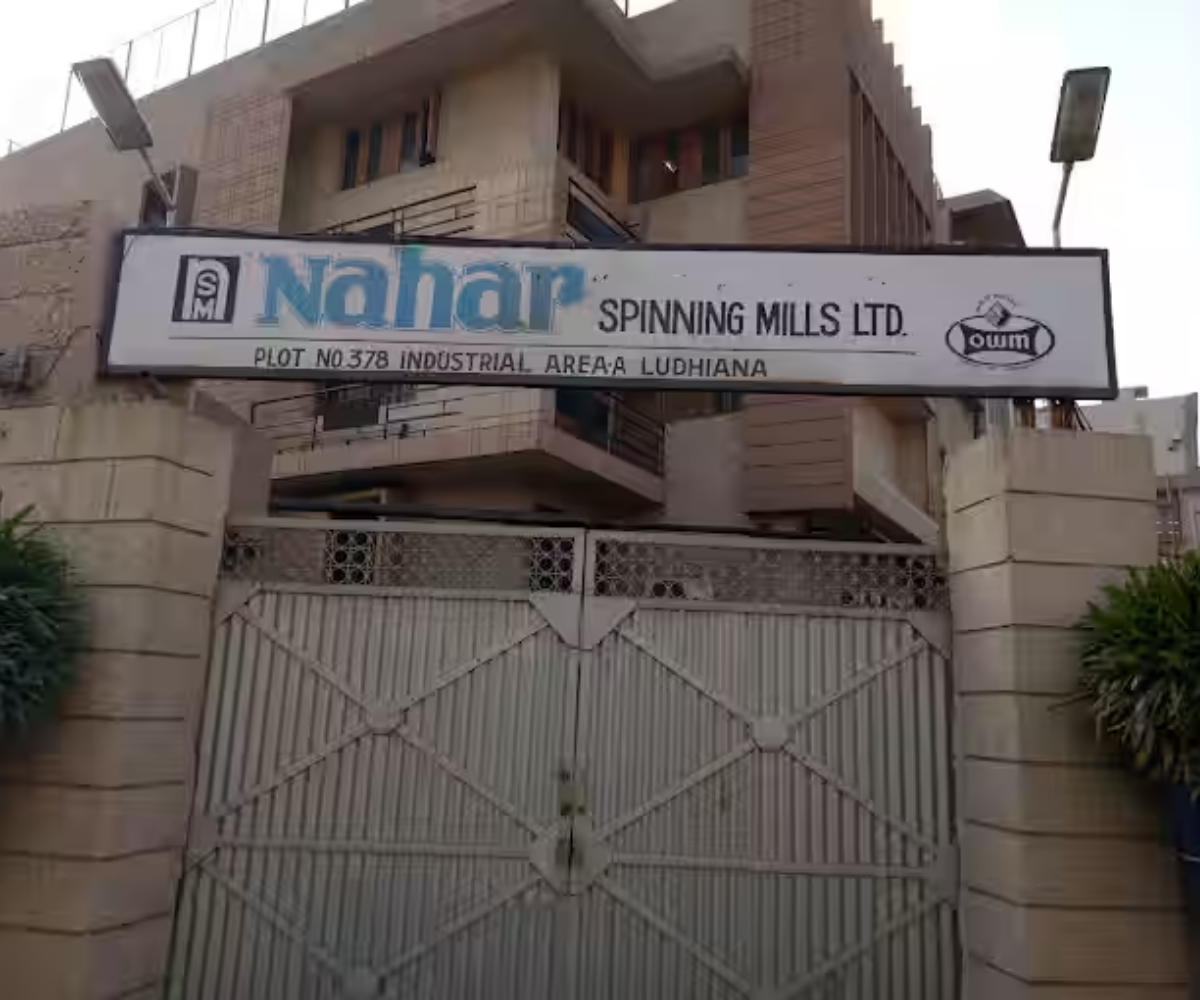 NSM Nahar SPINNING MILLS LTD. OWM
PLOT NO.378 INDUSTRIAL AREA-A LUDHIANA